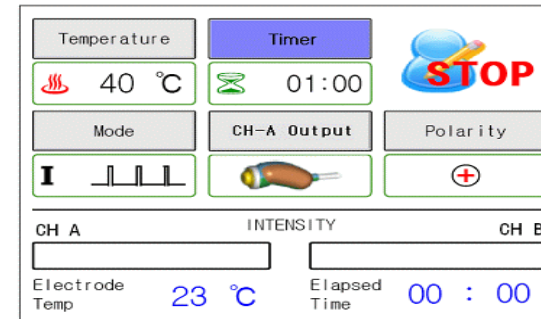 Temperature Timer
STOP
40 ℃ 01:00
Mode CH-A Output Polarity
I
CH A INTENSITY CH B
Electrode Temp 23 ℃ Elapsed Time 00 : 00